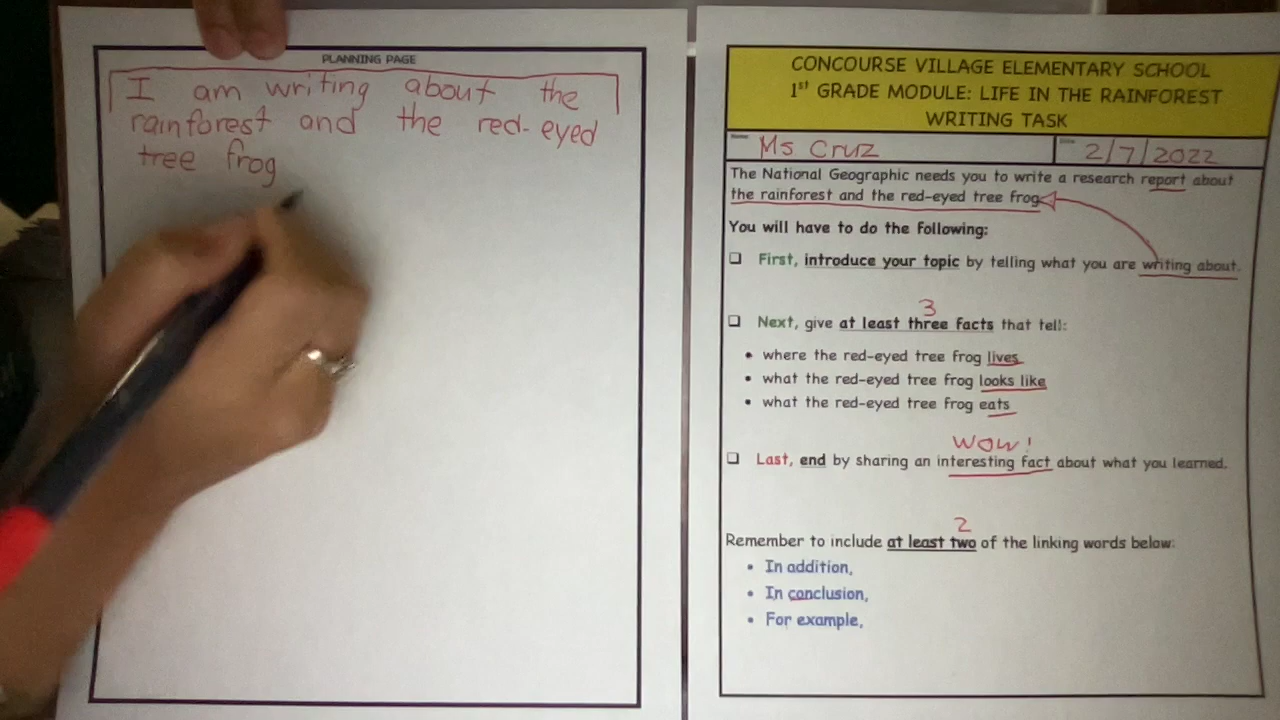 PLANNING PAGE
I am writing about the
rainforest and the red-eyed
tree frog
CONCOURSE VILLAGE ELEMENTARY SCHOOL
1st GRADE MODULE: LIFE IN THE RAINFOREST
WRITING TASK
Ms Cruz 2/7/2022
The National Geographic needs you to write a research report about
the rainforest and the red-eyed tree frog
You will have to do the following:
First, introduce your topic by telling what you are writing about.
3
Next, give at least three facts that tell:
• where the red-eyed tree frog lives
• what the red-eyed tree frog looks like
• what the red-eyed tree frog eats
WOW!
Last, end by sharing an interesting fact about what you learned.
2
Remember to include at least two of the linking words below:
• In addition,
• In conclusion,
• For example,